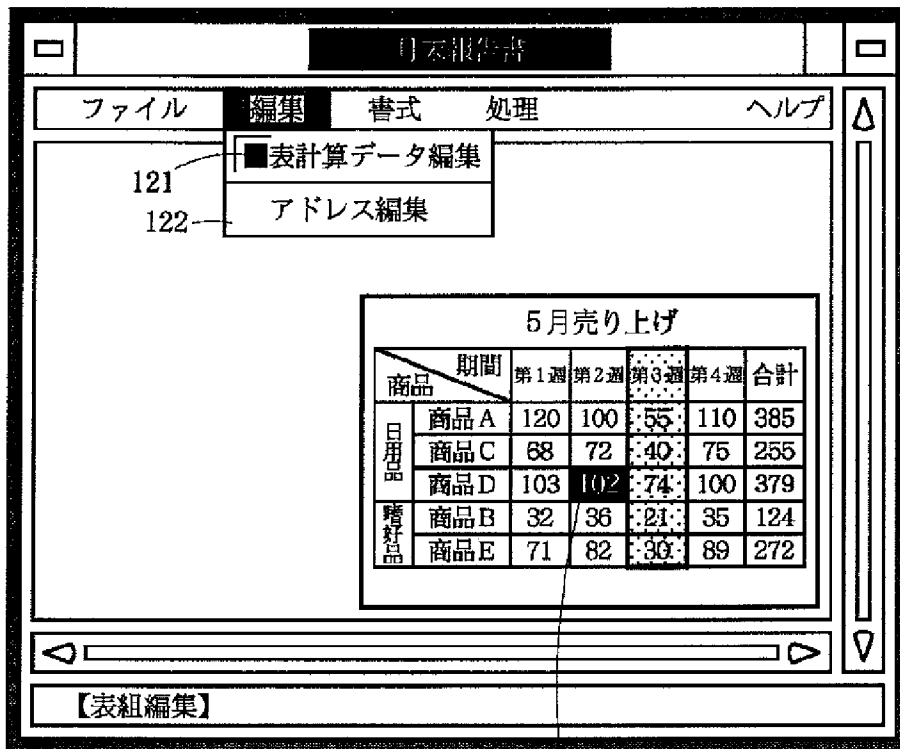 月末報告書
ファイル 編集 書式 処理 ヘルプ
■表計算データ編集
121
アドレス編集
122
5月売り上げ
期間 商品 第1週 第2週 第3週 第4週 合計
日用品 商品A 120 100 55 110 385
商品C 68 72 40 75 255
商品D 103 102 74 100 379
嗜好品 商品B 32 36 21 35 124
商品E 71 82 30 89 272
【表組編集】